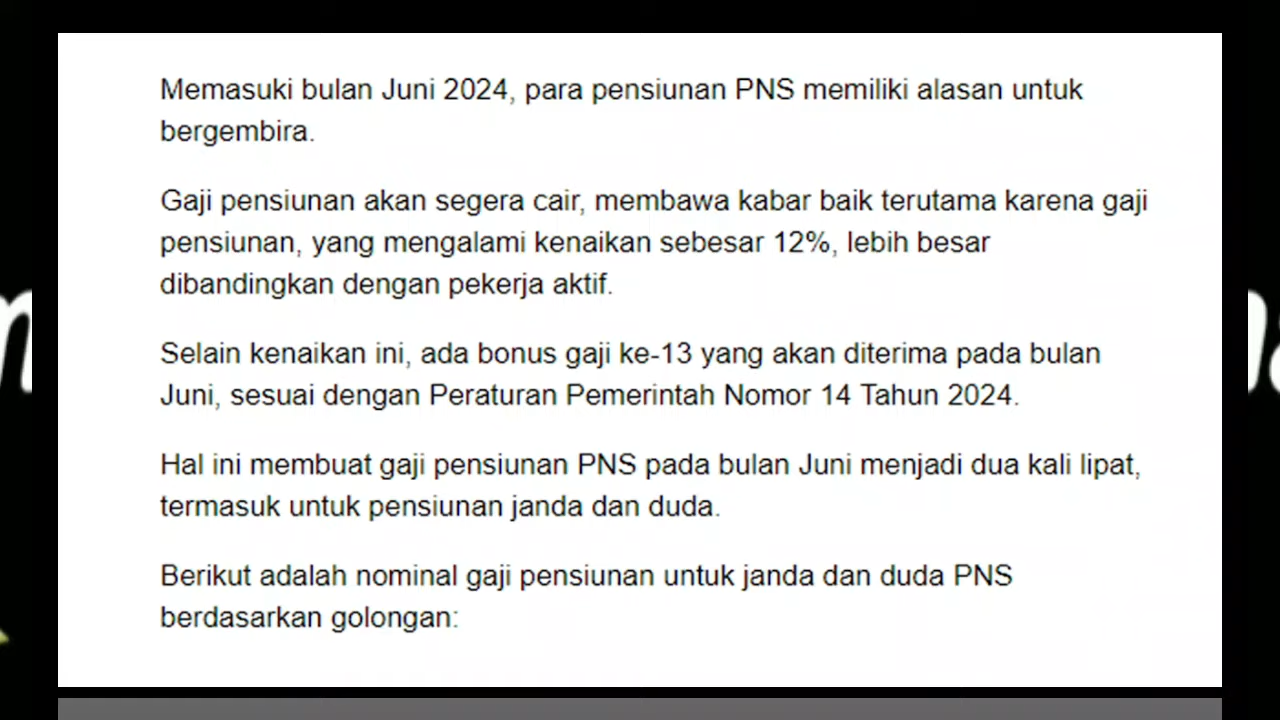 Memasuki bulan Juni 2024, para pensiunan PNS memiliki alasan untuk
bergembira.
Gaji pensiunan akan segera cair, membawa kabar baik terutama karena gaji
pensiunan, yang mengalami kenaikan sebesar 12%, lebih besar
dibandingkan dengan pekerja aktif.
Selain kenaikan ini, ada bonus gaji ke-13 yang akan diterima pada bulan
Juni, sesuai dengan Peraturan Pemerintah Nomor 14 Tahun 2024.
Hal ini membuat gaji pensiunan PNS pada bulan Juni menjadi dua kali lipat,
termasuk untuk pensiunan janda dan duda.
Berikut adalah nominal gaji pensiunan untuk janda dan duda PNS
berdasarkan golongan: